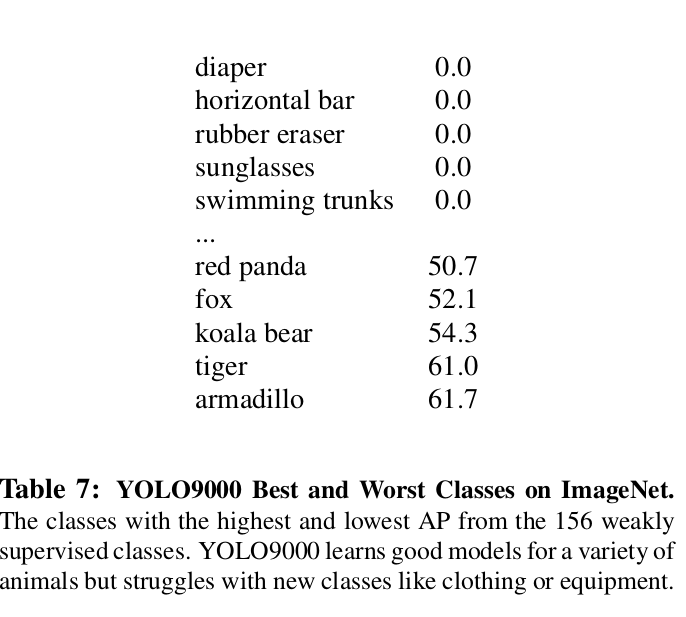 diaper 0.0
horizontal bar 0.0
rubber eraser 0.0
sunglasses 0.0
swimming trunks 0.0
...
red panda 50.7
fox 52.1
koala bear 54.3
tiger 61.0
armadillo 61.7
Table 7: YOLO9000 Best and Worst Classes on ImageNet.
The classes with the highest and lowest AP from the 156 weakly
supervised classes. YOLO9000 learns good models for a variety of
animals but struggles with new classes like clothing or equipment.